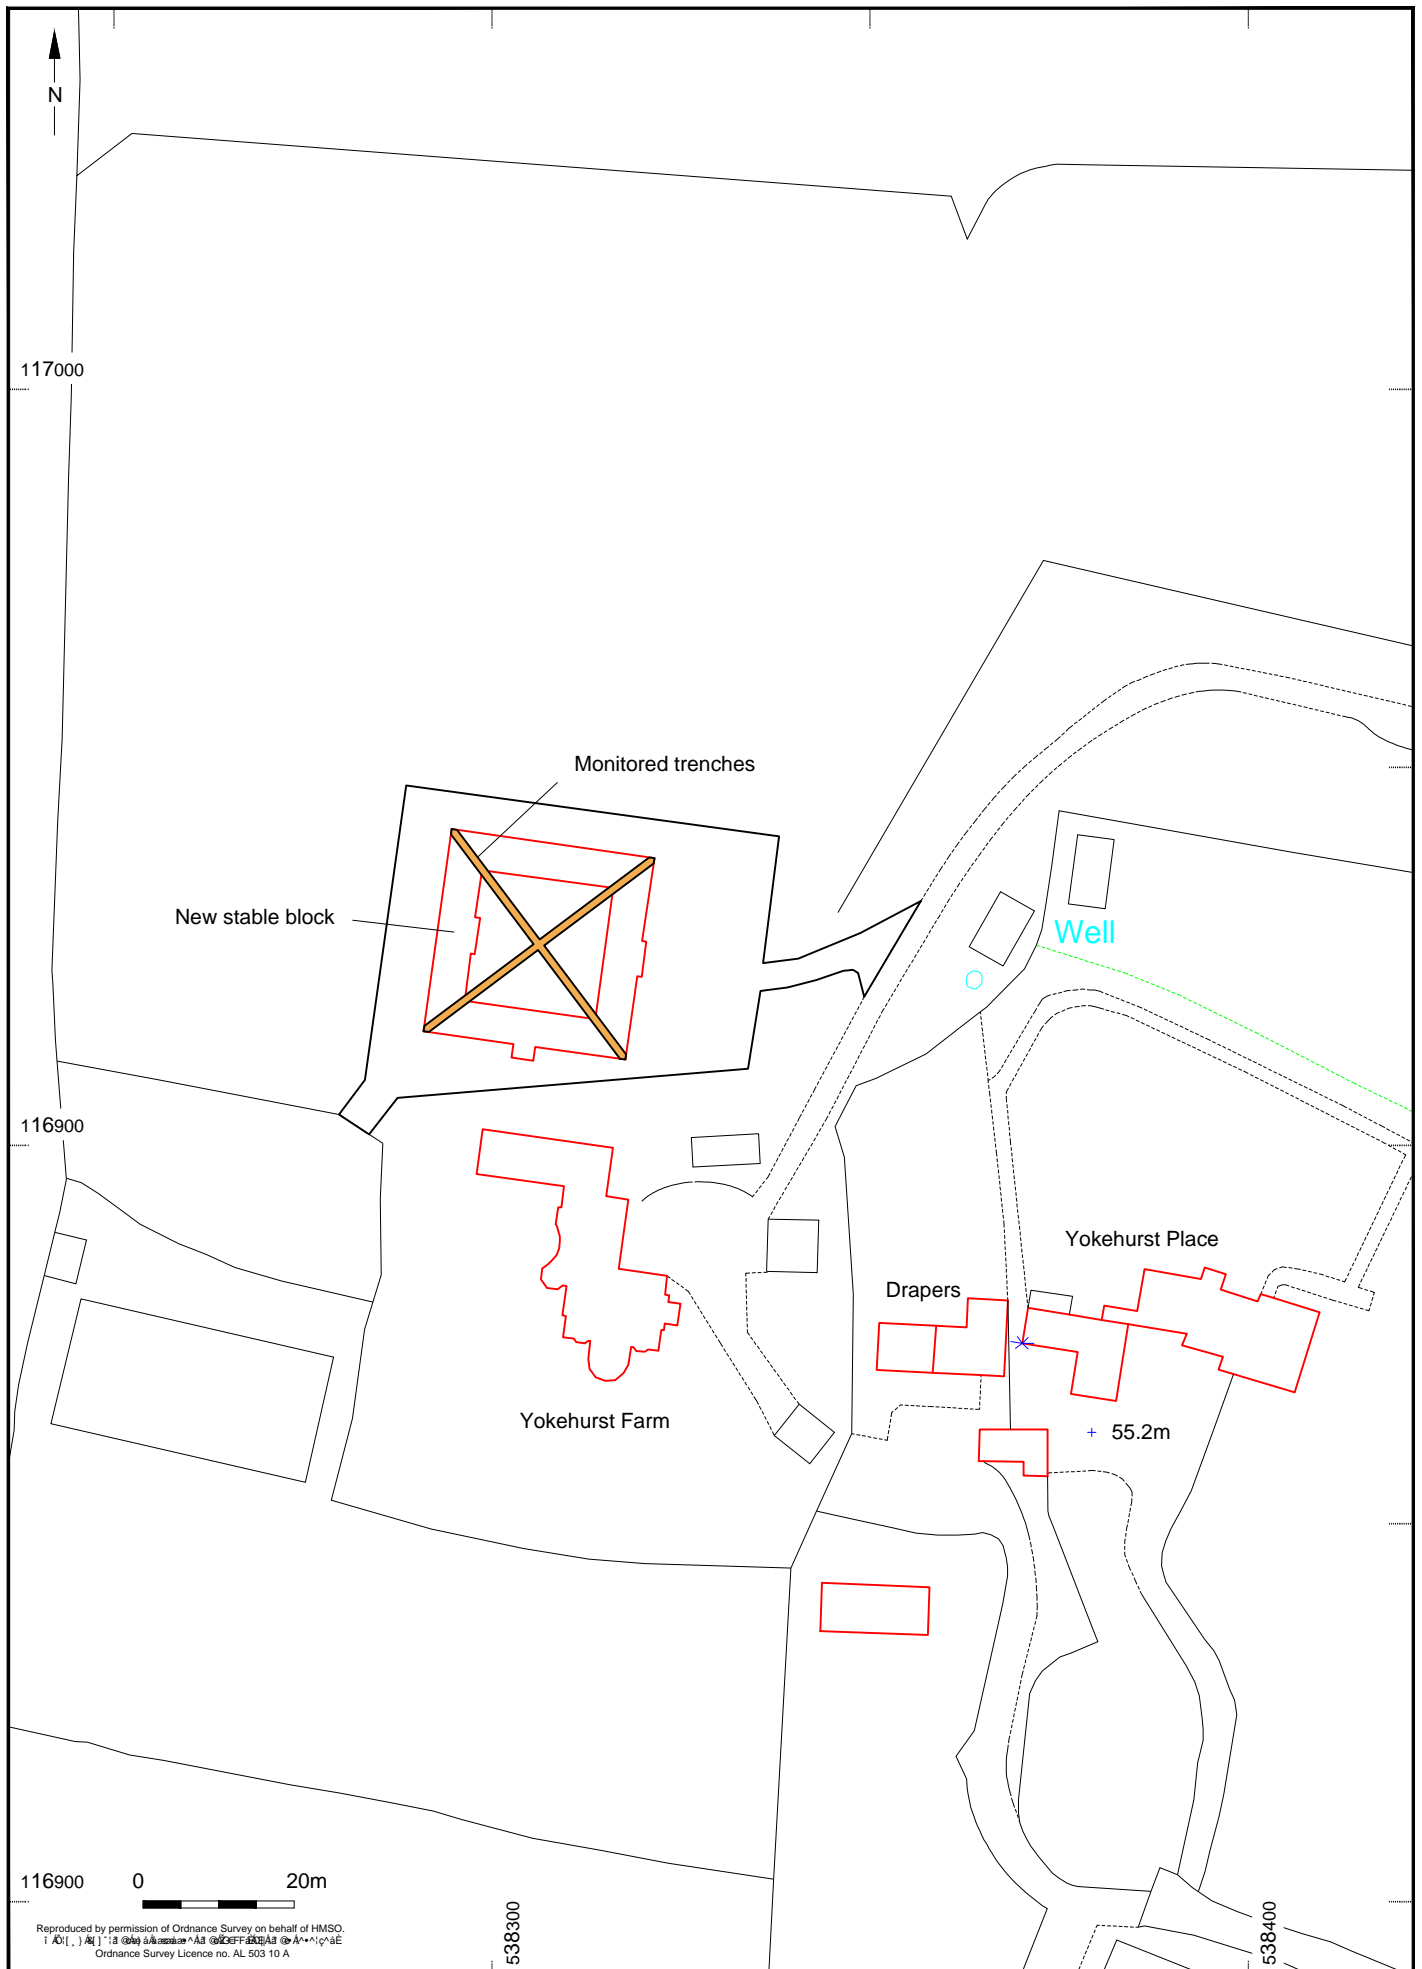 N
117000
Monitored trenches
New stable block
Well
116900
Yokehurst Place
Drapers
Yokehurst Farm
55.2m
116900
0 20m
538300
538400
Reproduced by permission of Ordnance Survey on behalf of HMSO.
Ordnance Survey Licence no. AL 503 10 A